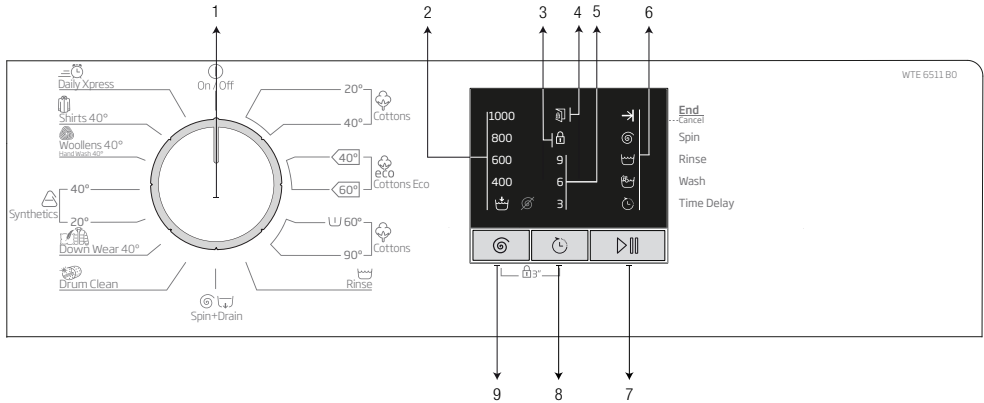 1
2
3
4
5
6
WTE 6511 B0
Daily Xpress
On / Off
Shirts 40°
Woollens 40°
Hand Wash 40°
40°
Synthetics
20°
Down Wear 40°
Drum Clean
Spin+Drain
20°
Cottons
40°
40°
eco
Cottons Eco
60°
60°
Cottons
90°
Rinse
1000
800
600
400
9
6
3
End
Cancel
Spin
Rinse
Wash
Time Delay
3"
9
8
7